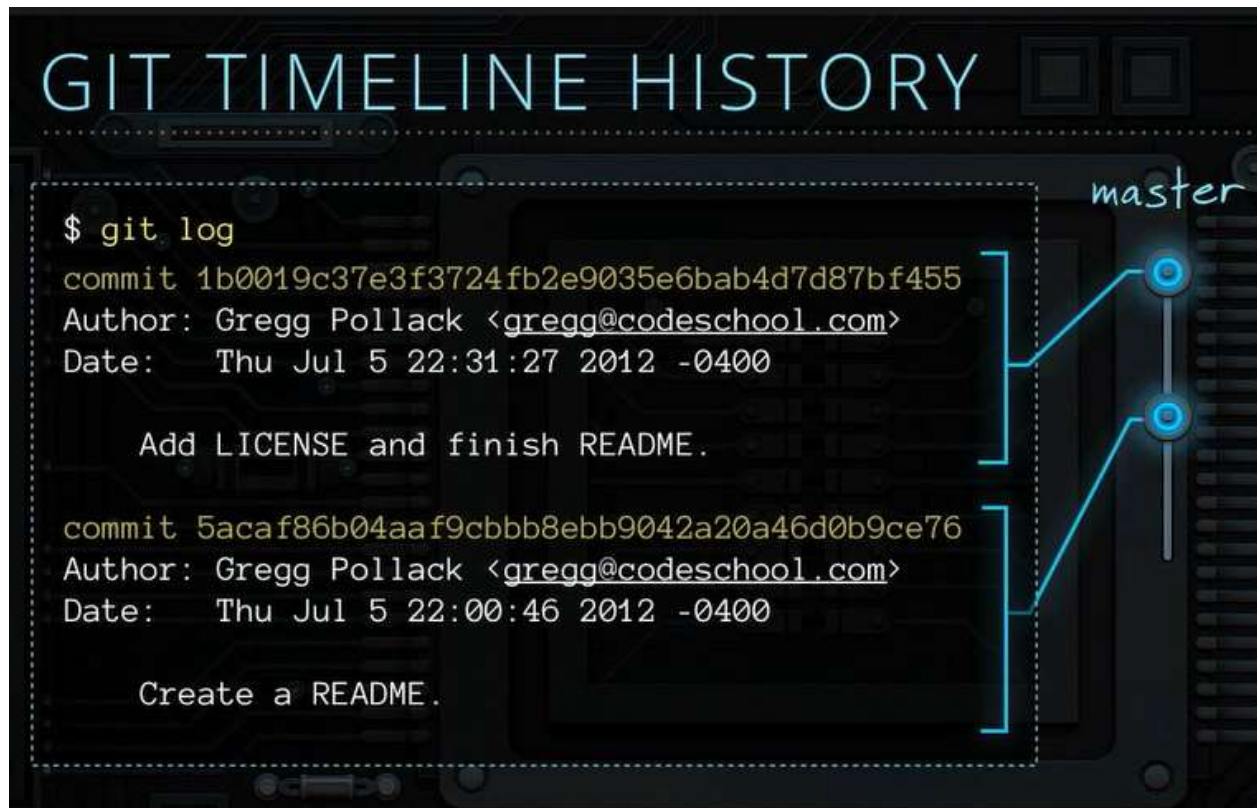 GIT TIMELINE HISTORY
master
$ git log
commit 1b0019c37e3f3724fb2e9035e6bab4d7d87bf455
Author: Gregg Pollack <gregg@codeschool.com>
Date: Thu Jul 5 22:31:27 2012 -0400
Add LICENSE and finish README.
commit 5acaf86b04aaf9cbbb8ebb9042a20a46d0b9ce76
Author: Gregg Pollack <gregg@codeschool.com>
Date: Thu Jul 5 22:00:46 2012 -0400
Create a README.